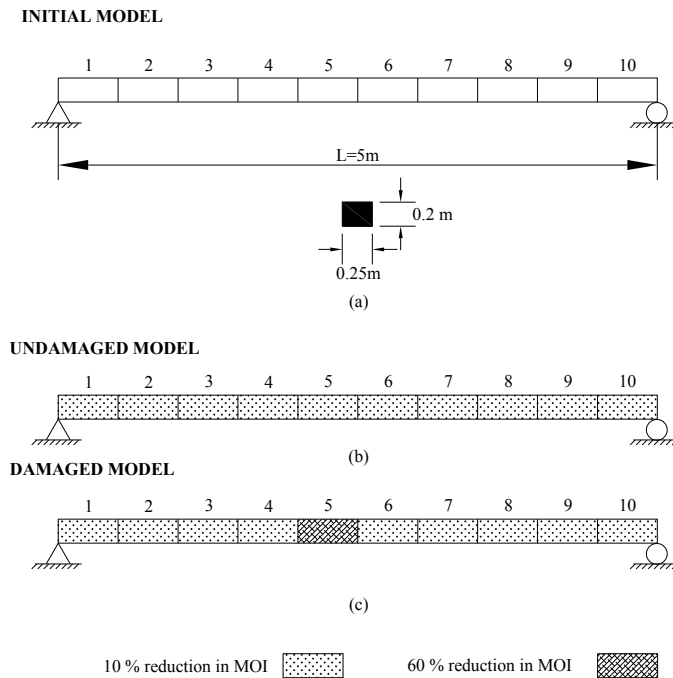 INITIAL MODEL
1 2 3 4 5 6 7 8 9 10
L=5m
0.2 m
0.25m
(a)
UNDAMAGED MODEL
1 2 3 4 5 6 7 8 9 10
(b)
DAMAGED MODEL
1 2 3 4 5 6 7 8 9 10
(c)
10 % reduction in MOI 60 % reduction in MOI